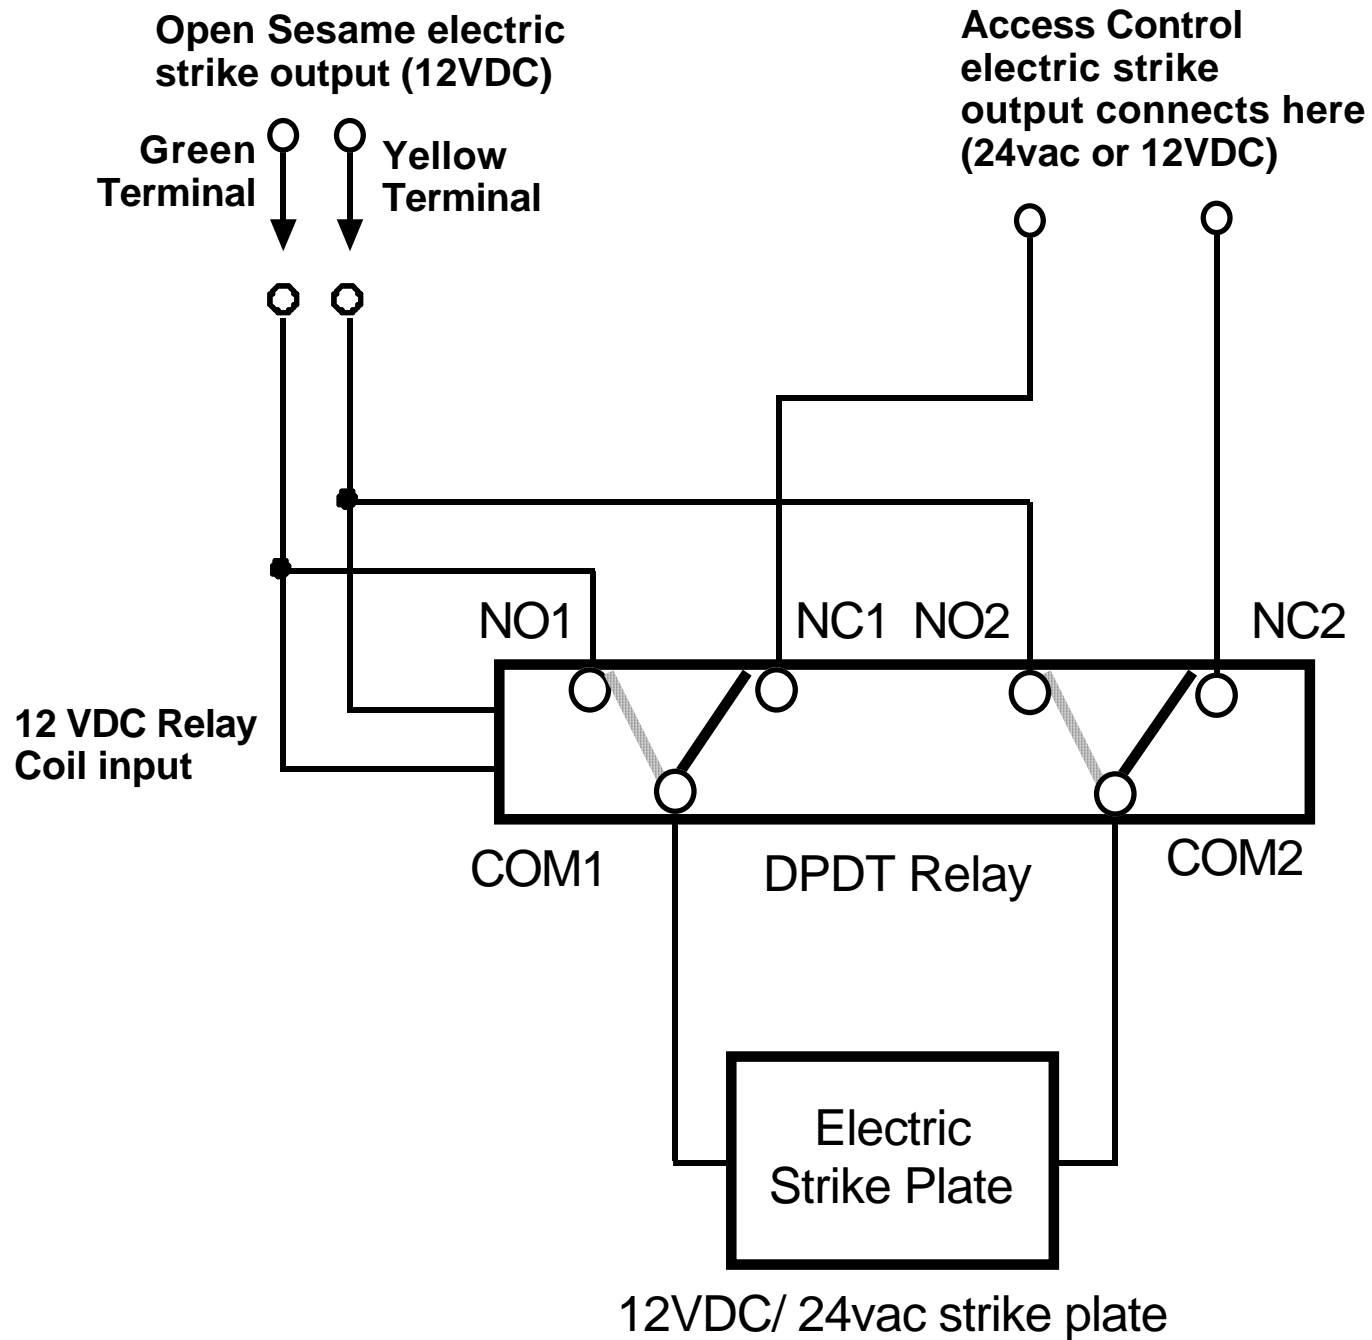 Open Sesame electric
strike output (12VDC)
Access Control
electric strike
output connects here
(24vac or 12VDC)
Green
Terminal
Yellow
Terminal
NO1
NC1
NO2
NC2
12 VDC Relay
Coil input
COM1
DPDT Relay
COM2
Electric
Strike Plate
12VDC/ 24vac strike plate